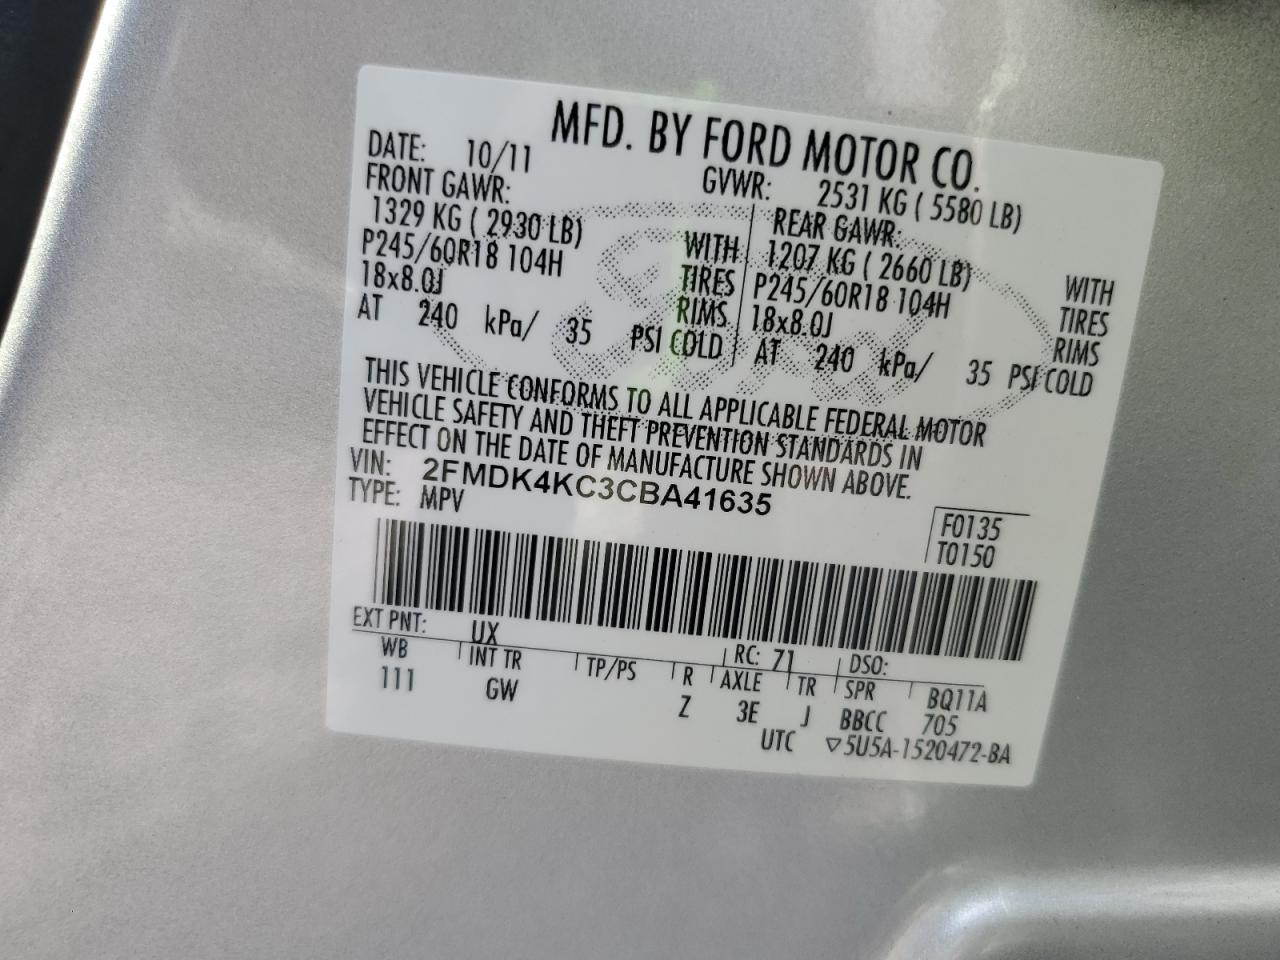 MFD. BY FORD MOTOR CO.
DATE: 10/11 GVWR: 2531 KG ( 5580 LB)
FRONT GAWR: REAR GAWR:
1329 KG ( 2930 LB) WITH 1207 KG ( 2660 LB) WITH
P245/60R18 104H TIRES P245/60R18 104H TIRES
18x8.0J RIMS 18x8.0J RIMS
AT 240 kPa/ 35 PSI COLD AT 240 kPa/ 35 PSI COLD
THIS VEHICLE CONFORMS TO ALL APPLICABLE FEDERAL MOTOR
VEHICLE SAFETY AND THEFT PREVENTION STANDARDS IN
EFFECT ON THE DATE OF MANUFACTURE SHOWN ABOVE.
VIN: 2FMDK4KC3CBA41635
TYPE: MPV
F0135
T0150
EXT PNT: UX RC: 71 DSO:
WB INT TR TP/PS R AXLE TR SPR BQ11A
111 GW Z 3E J BBCC 705
UTC ▽5U5A-1520472-BA